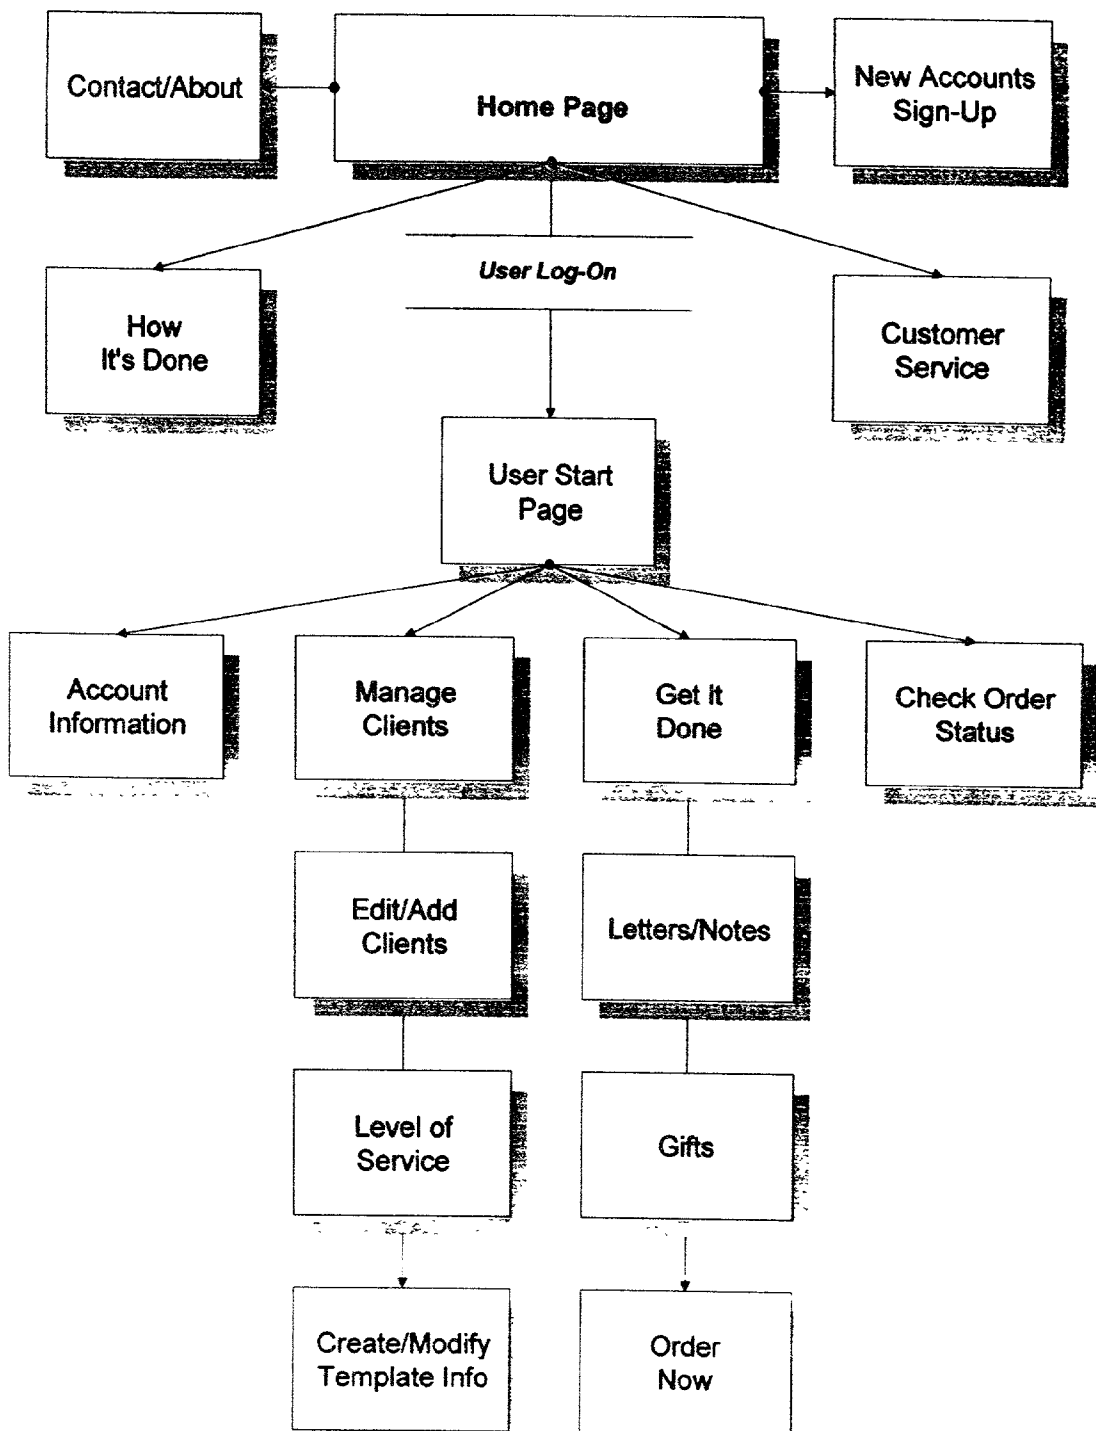 Contact/About
Home Page
New Accounts
Sign-Up
User Log-On
How
It's Done
Customer
Service
User Start
Page
Account
Information
Manage
Clients
Get it
Done
Check Order
Status
Edit/Add
Clients
Letters/Notes
Level of
Service
Gifts
Create/Modify
Template Info
Order
Now